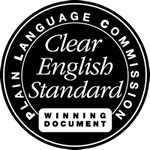 PLAIN LANGUAGE COMMISSION
Clear
English
Standard
WINNING
DOCUMENT